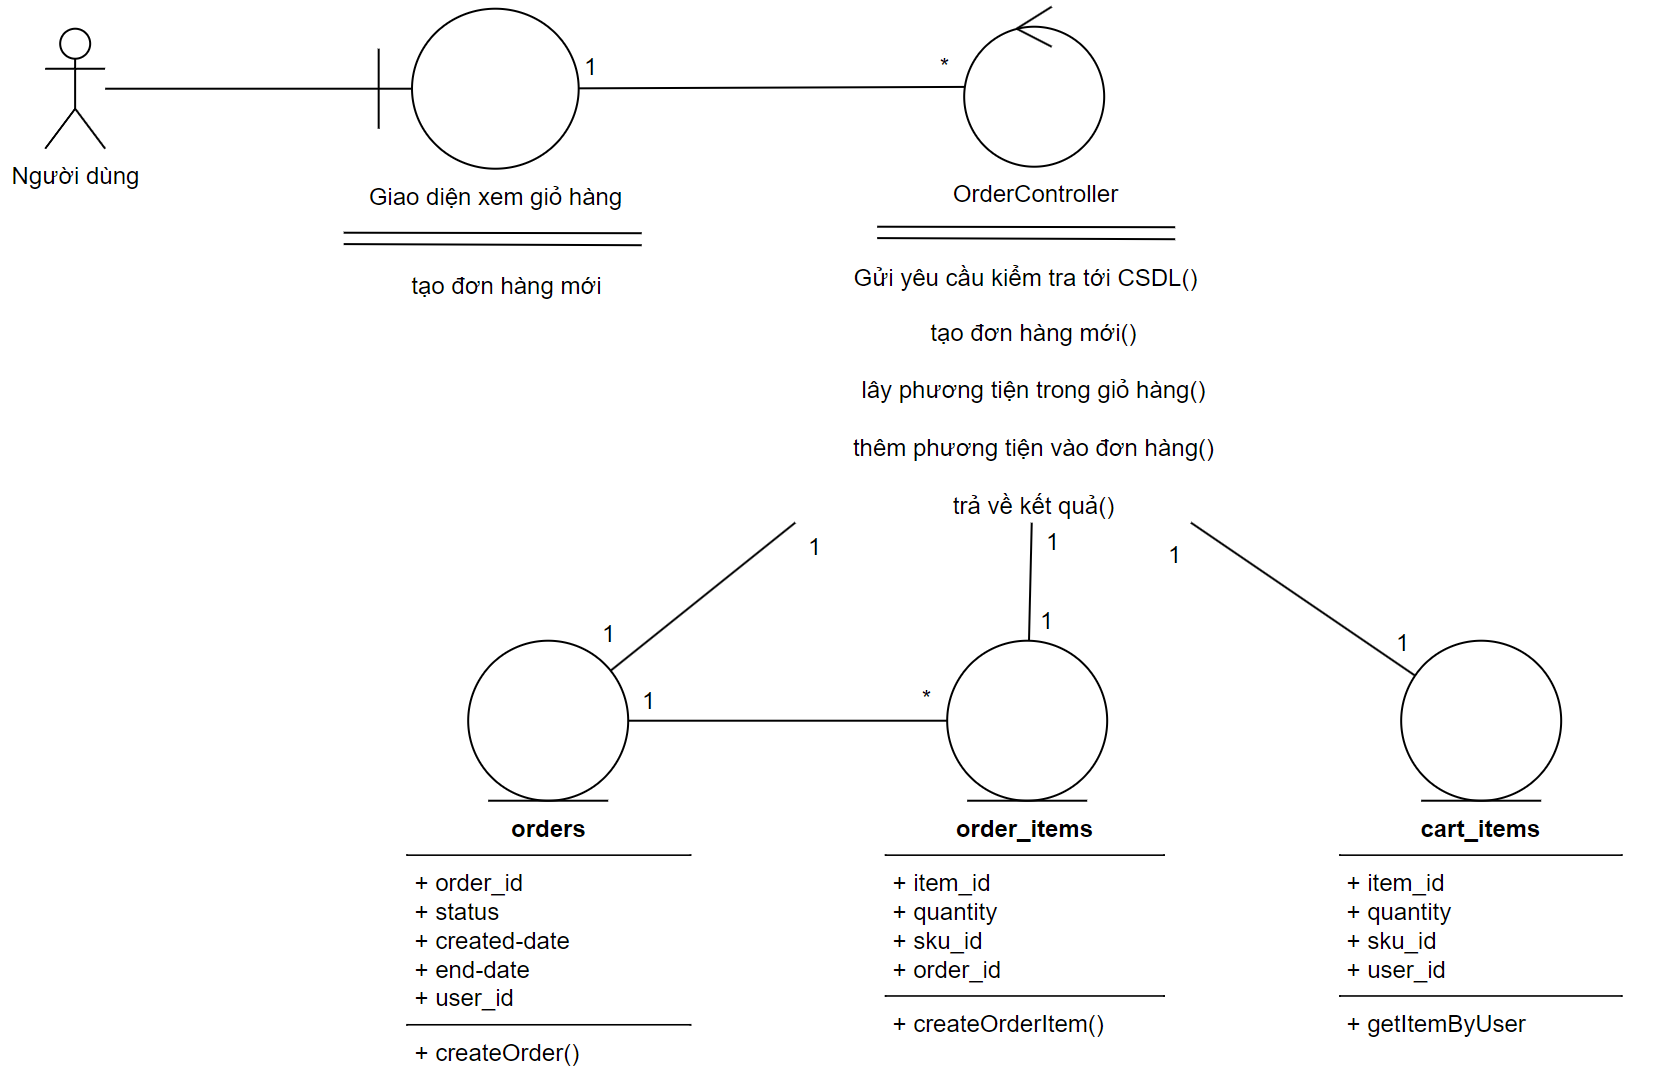 Người dùng
1
*
Giao diện xem giỏ hàng
tạo đơn hàng mới
OrderController
Gửi yêu cầu kiểm tra tới CSDL()
tạo đơn hàng mới()
lây phương tiện trong giỏ hàng()
thêm phương tiện vào đơn hàng()
trả về kết quả()
1
1
1
1
1
1
1
*
orders
+ order_id
+ status
+ created-date
+ end-date
+ user_id
+ createOrder()
order_items
+ item_id
+ quantity
+ sku_id
+ order_id
+ createOrderItem()
cart_items
+ item_id
+ quantity
+ sku_id
+ user_id
+ getItemByUser